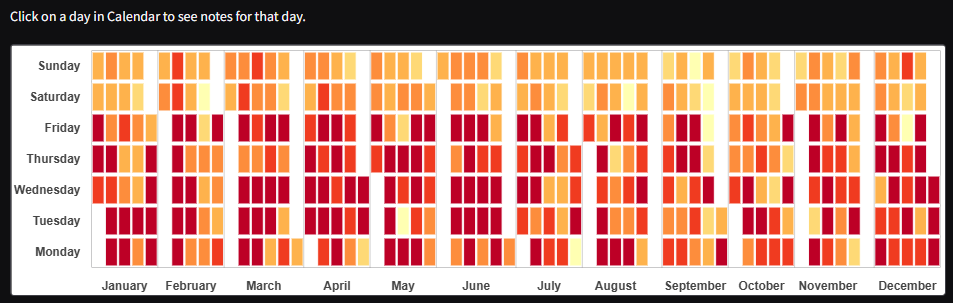 Click on a day in Calendar to see notes for that day.
Sunday
Saturday
Friday
Thursday
Wednesday
Tuesday
Monday
January February March April May June July August September October November December